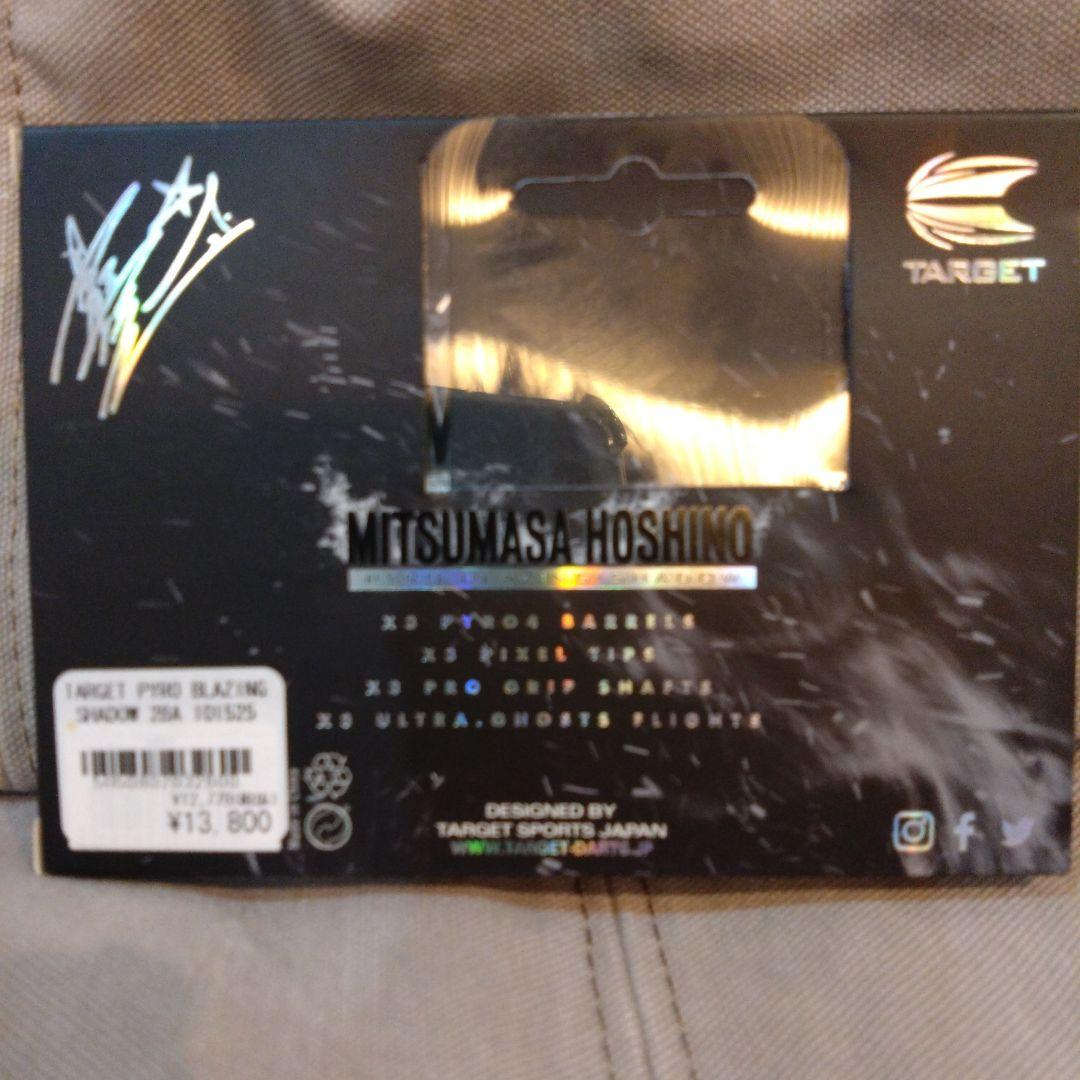 TARGET
MITSUMASA HOSHINO
X3 PYRO4 BARRELS
X3 PIXEL TIPS
X3 PRO GRIP SHAFTS
X3 ULTRA.GHOSTS FLIGHTS
TARGET PYRO BLAZING
SHADOW 2BA 101525
¥13,800
DESIGNED BY
TARGET SPORTS JAPAN
WWW.TARGET-DARTS.JP